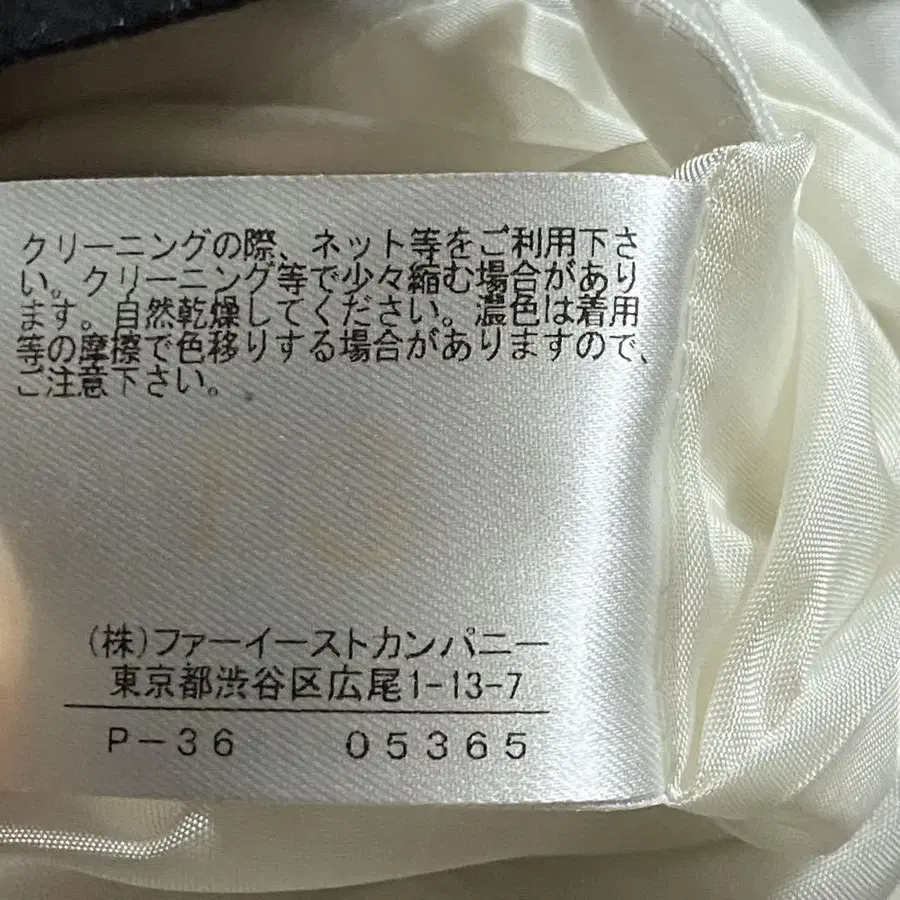 クリーニングの際、ネット等をご利用下さ
い。クリーニング等で少々縮む場合があり
ます。自然乾燥してください。濃色は着用
等の摩擦で色移りする場合がありますので、
ご注意下さい。
(株)ファーイーストカンパニー
東京都渋谷区広尾1-13-7
P-36 05365